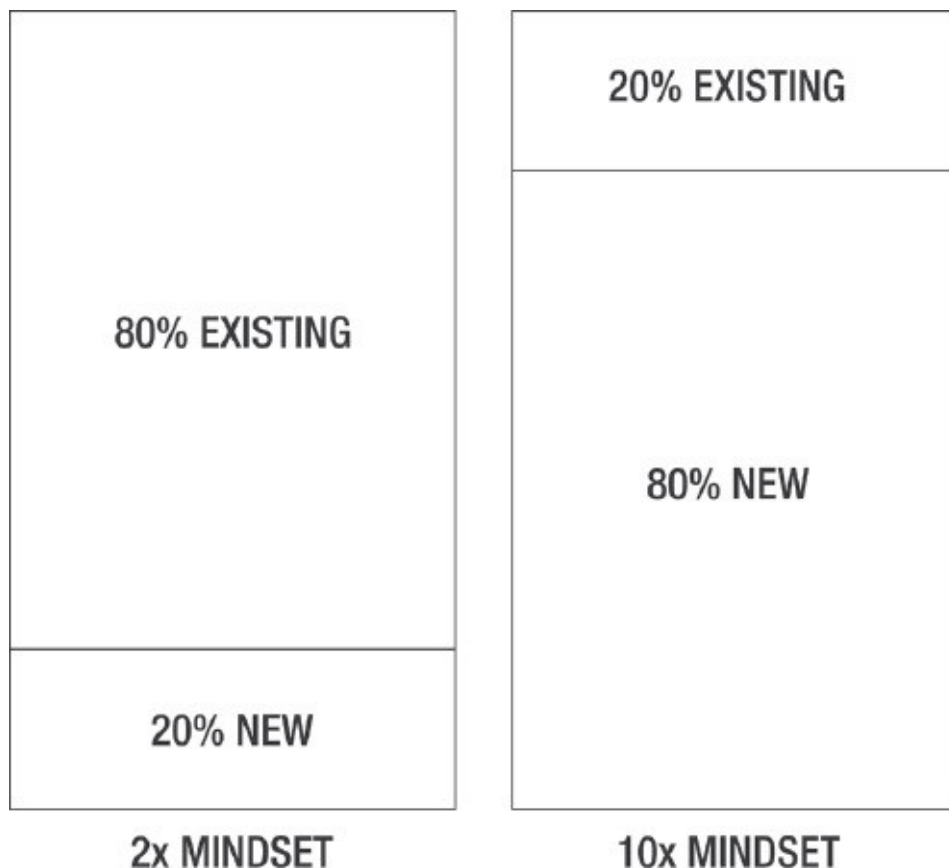 80% EXISTING
20% NEW
2x MINDSET
20% EXISTING
80% NEW
10x MINDSET